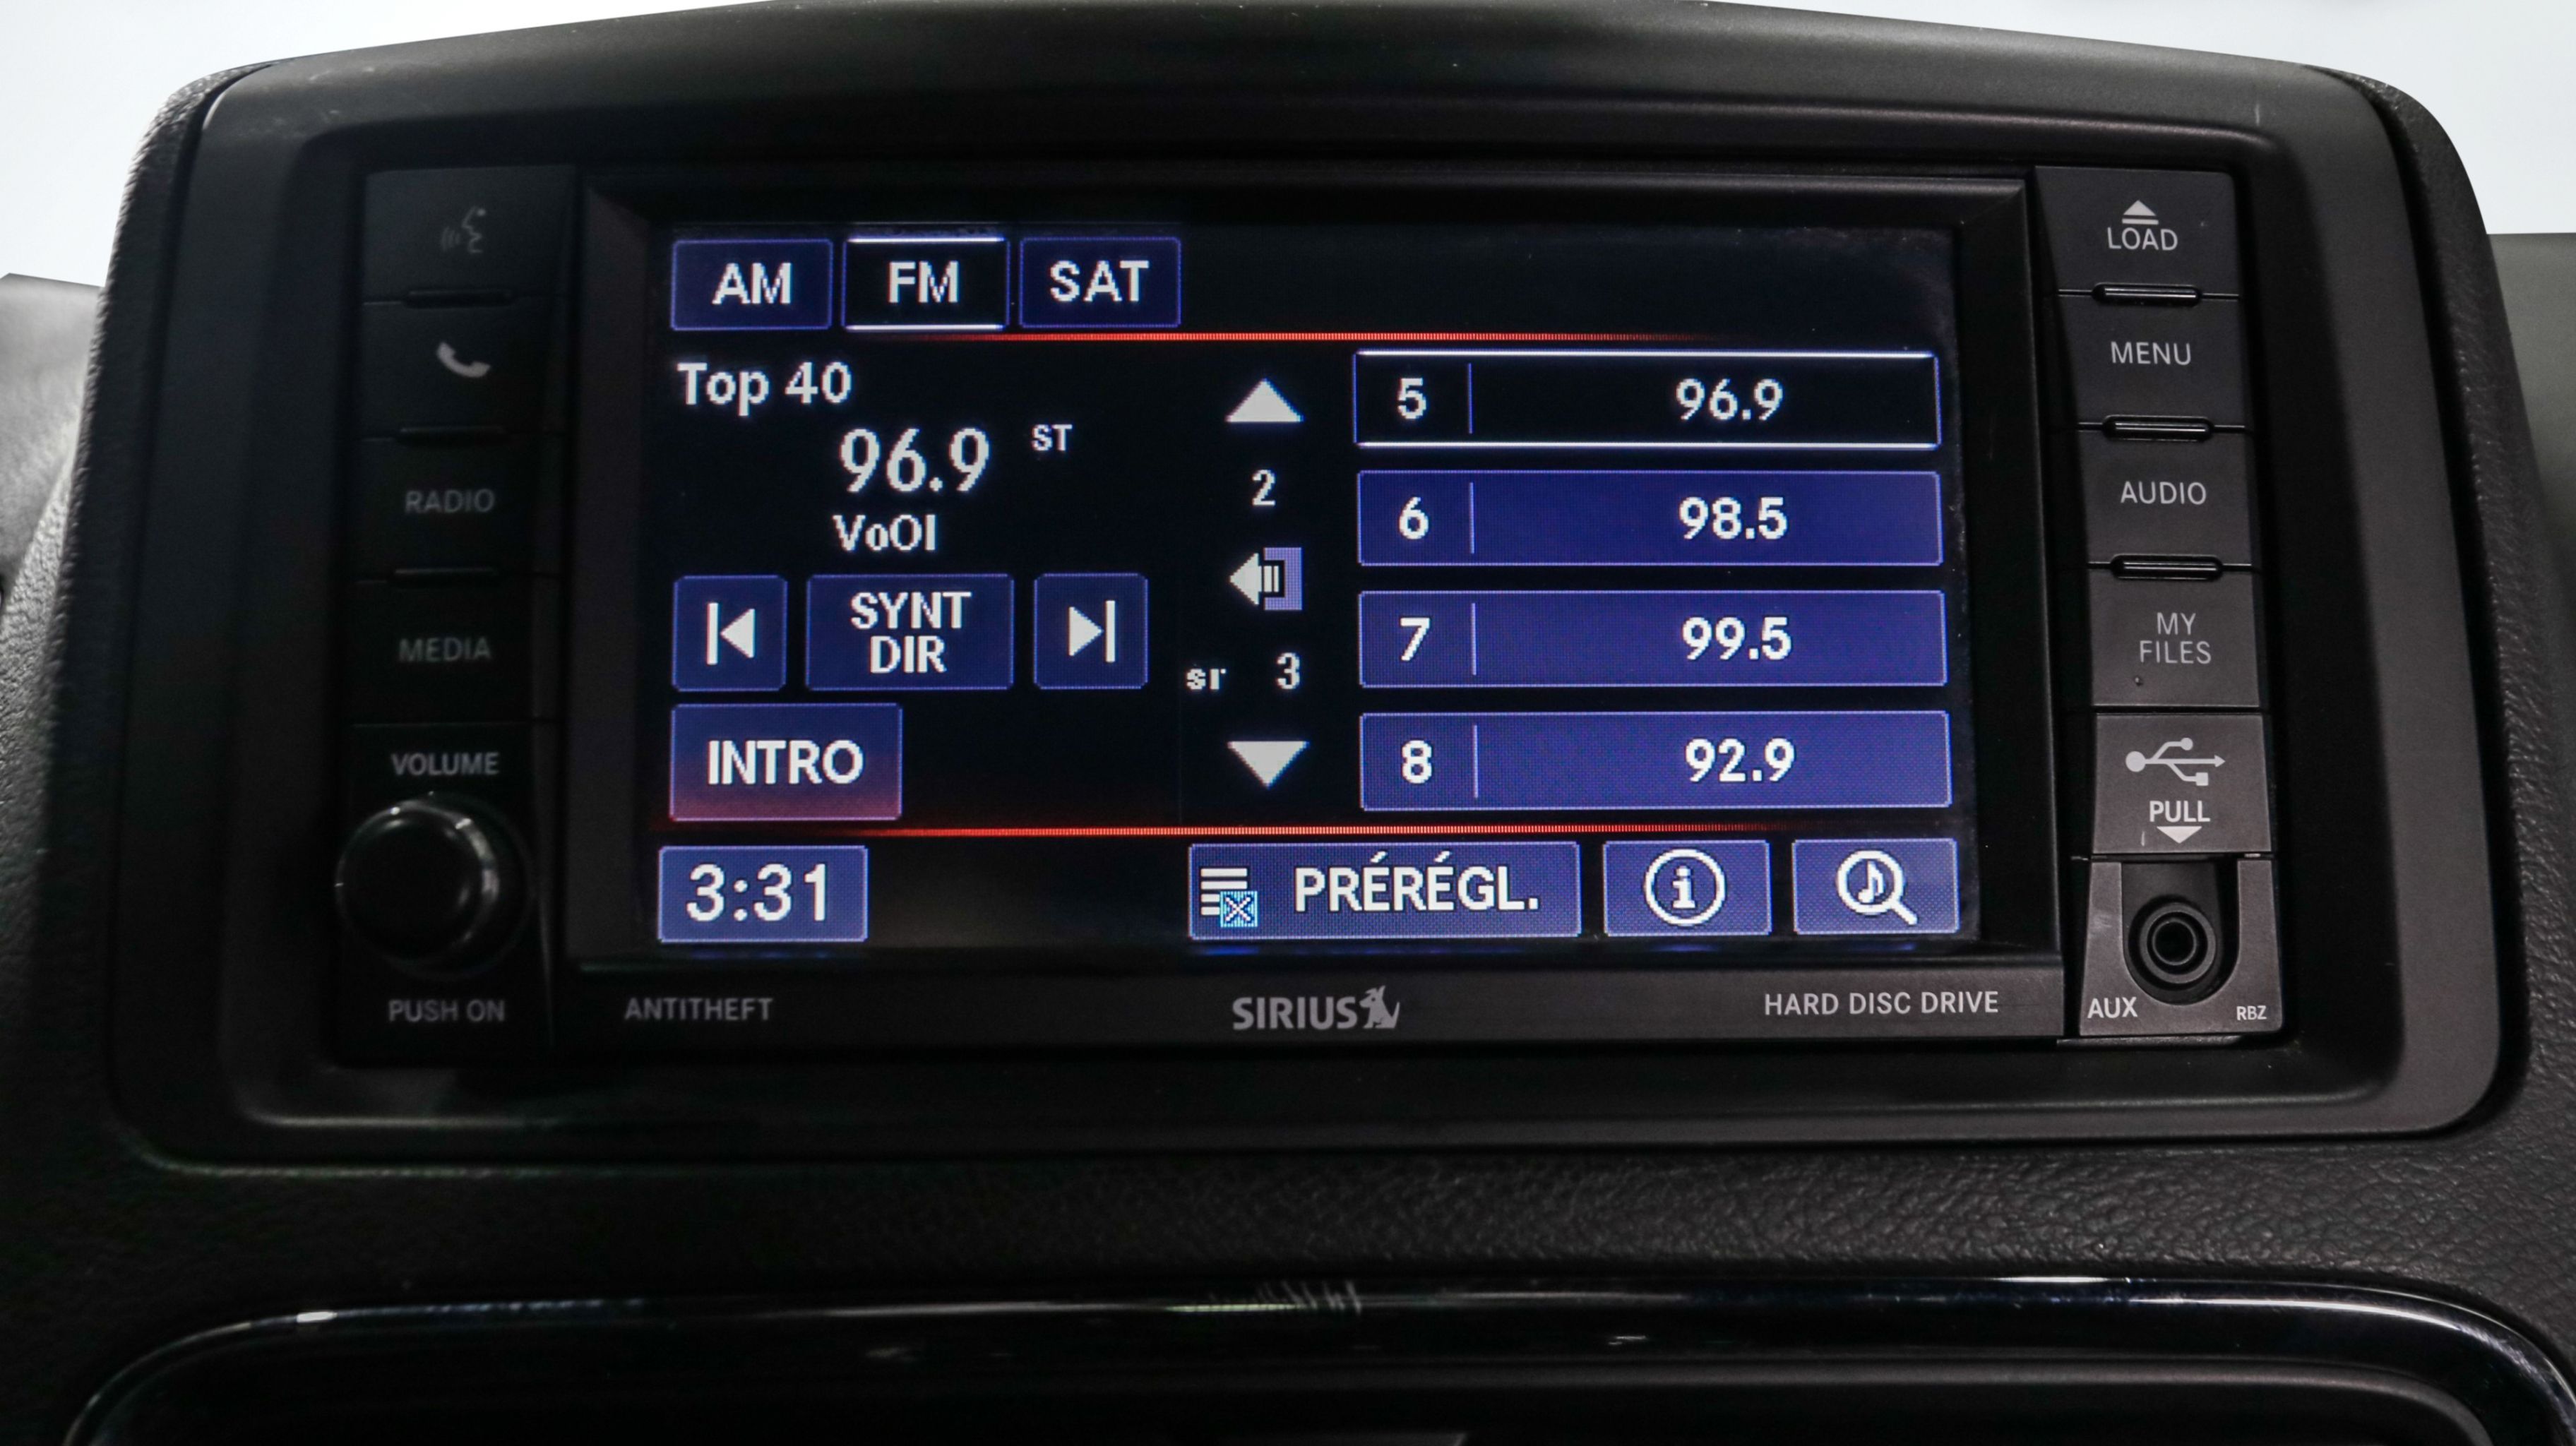 AM FM SAT
Top 40
96.9 ST
VoOl
SYNT
DIR
INTRO
2
sr 3
5 96.9
6 98.5
7 99.5
8 92.9
3:31 PRÉRÉGL. i
RADIO
MEDIA
VOLUME
PUSH ON
ANTITHEFT SIRIUS HARD DISC DRIVE
LOAD
MENU
AUDIO
MY
FILES
PULL
AUX RBZ